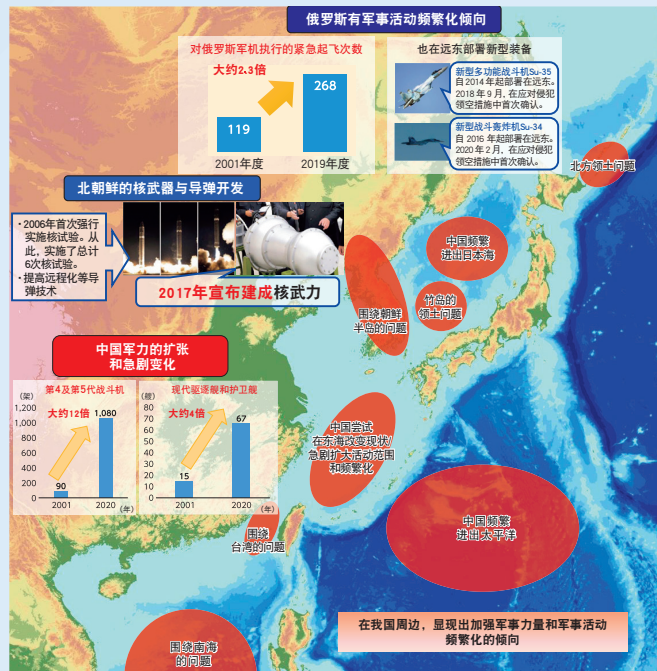 俄罗斯有军事活动频繁化倾向
对俄罗斯军机执行的紧急起飞次数
大约2.3倍
119
268
2001年度
2019年度
也在远东部署新型装备
新型多功能战斗机Su-35
自2014年起部署在远东。
2018年9月，在应对侵犯
领空措施中首次确认。
新型战斗轰炸机Su-34
自2016年起部署在远东。
2020年2月，在应对侵犯
领空措施中首次确认。
北方领土问题
北朝鲜的核武器与导弹开发
・2006年首次强行
实施核试验。从
此，实施了总计
6次核试验。
・提高远程化等导
弹技术
2017年宣布建成核武力
中国频繁
进出日本海
竹岛的
领土问题
围绕朝鲜
半岛的问题
中国军力的扩张
和急剧变化
第4及第5代战斗机
（架）
1,200
1,000
800
600
400
200
0
大约12倍
90
1,080
2001
2020
（年）
现代驱逐舰和护卫舰
（艘）
80
70
60
50
40
30
20
10
0
大约4倍
15
67
2001
2020
（年）
中国尝试
在东海改变现状/
急剧扩大活动范围
和频繁化
中国频繁
进出太平洋
围绕
台湾的问题
围绕南海
的问题
在我国周边，显现出加强军事力量和军事活动
频繁化的倾向